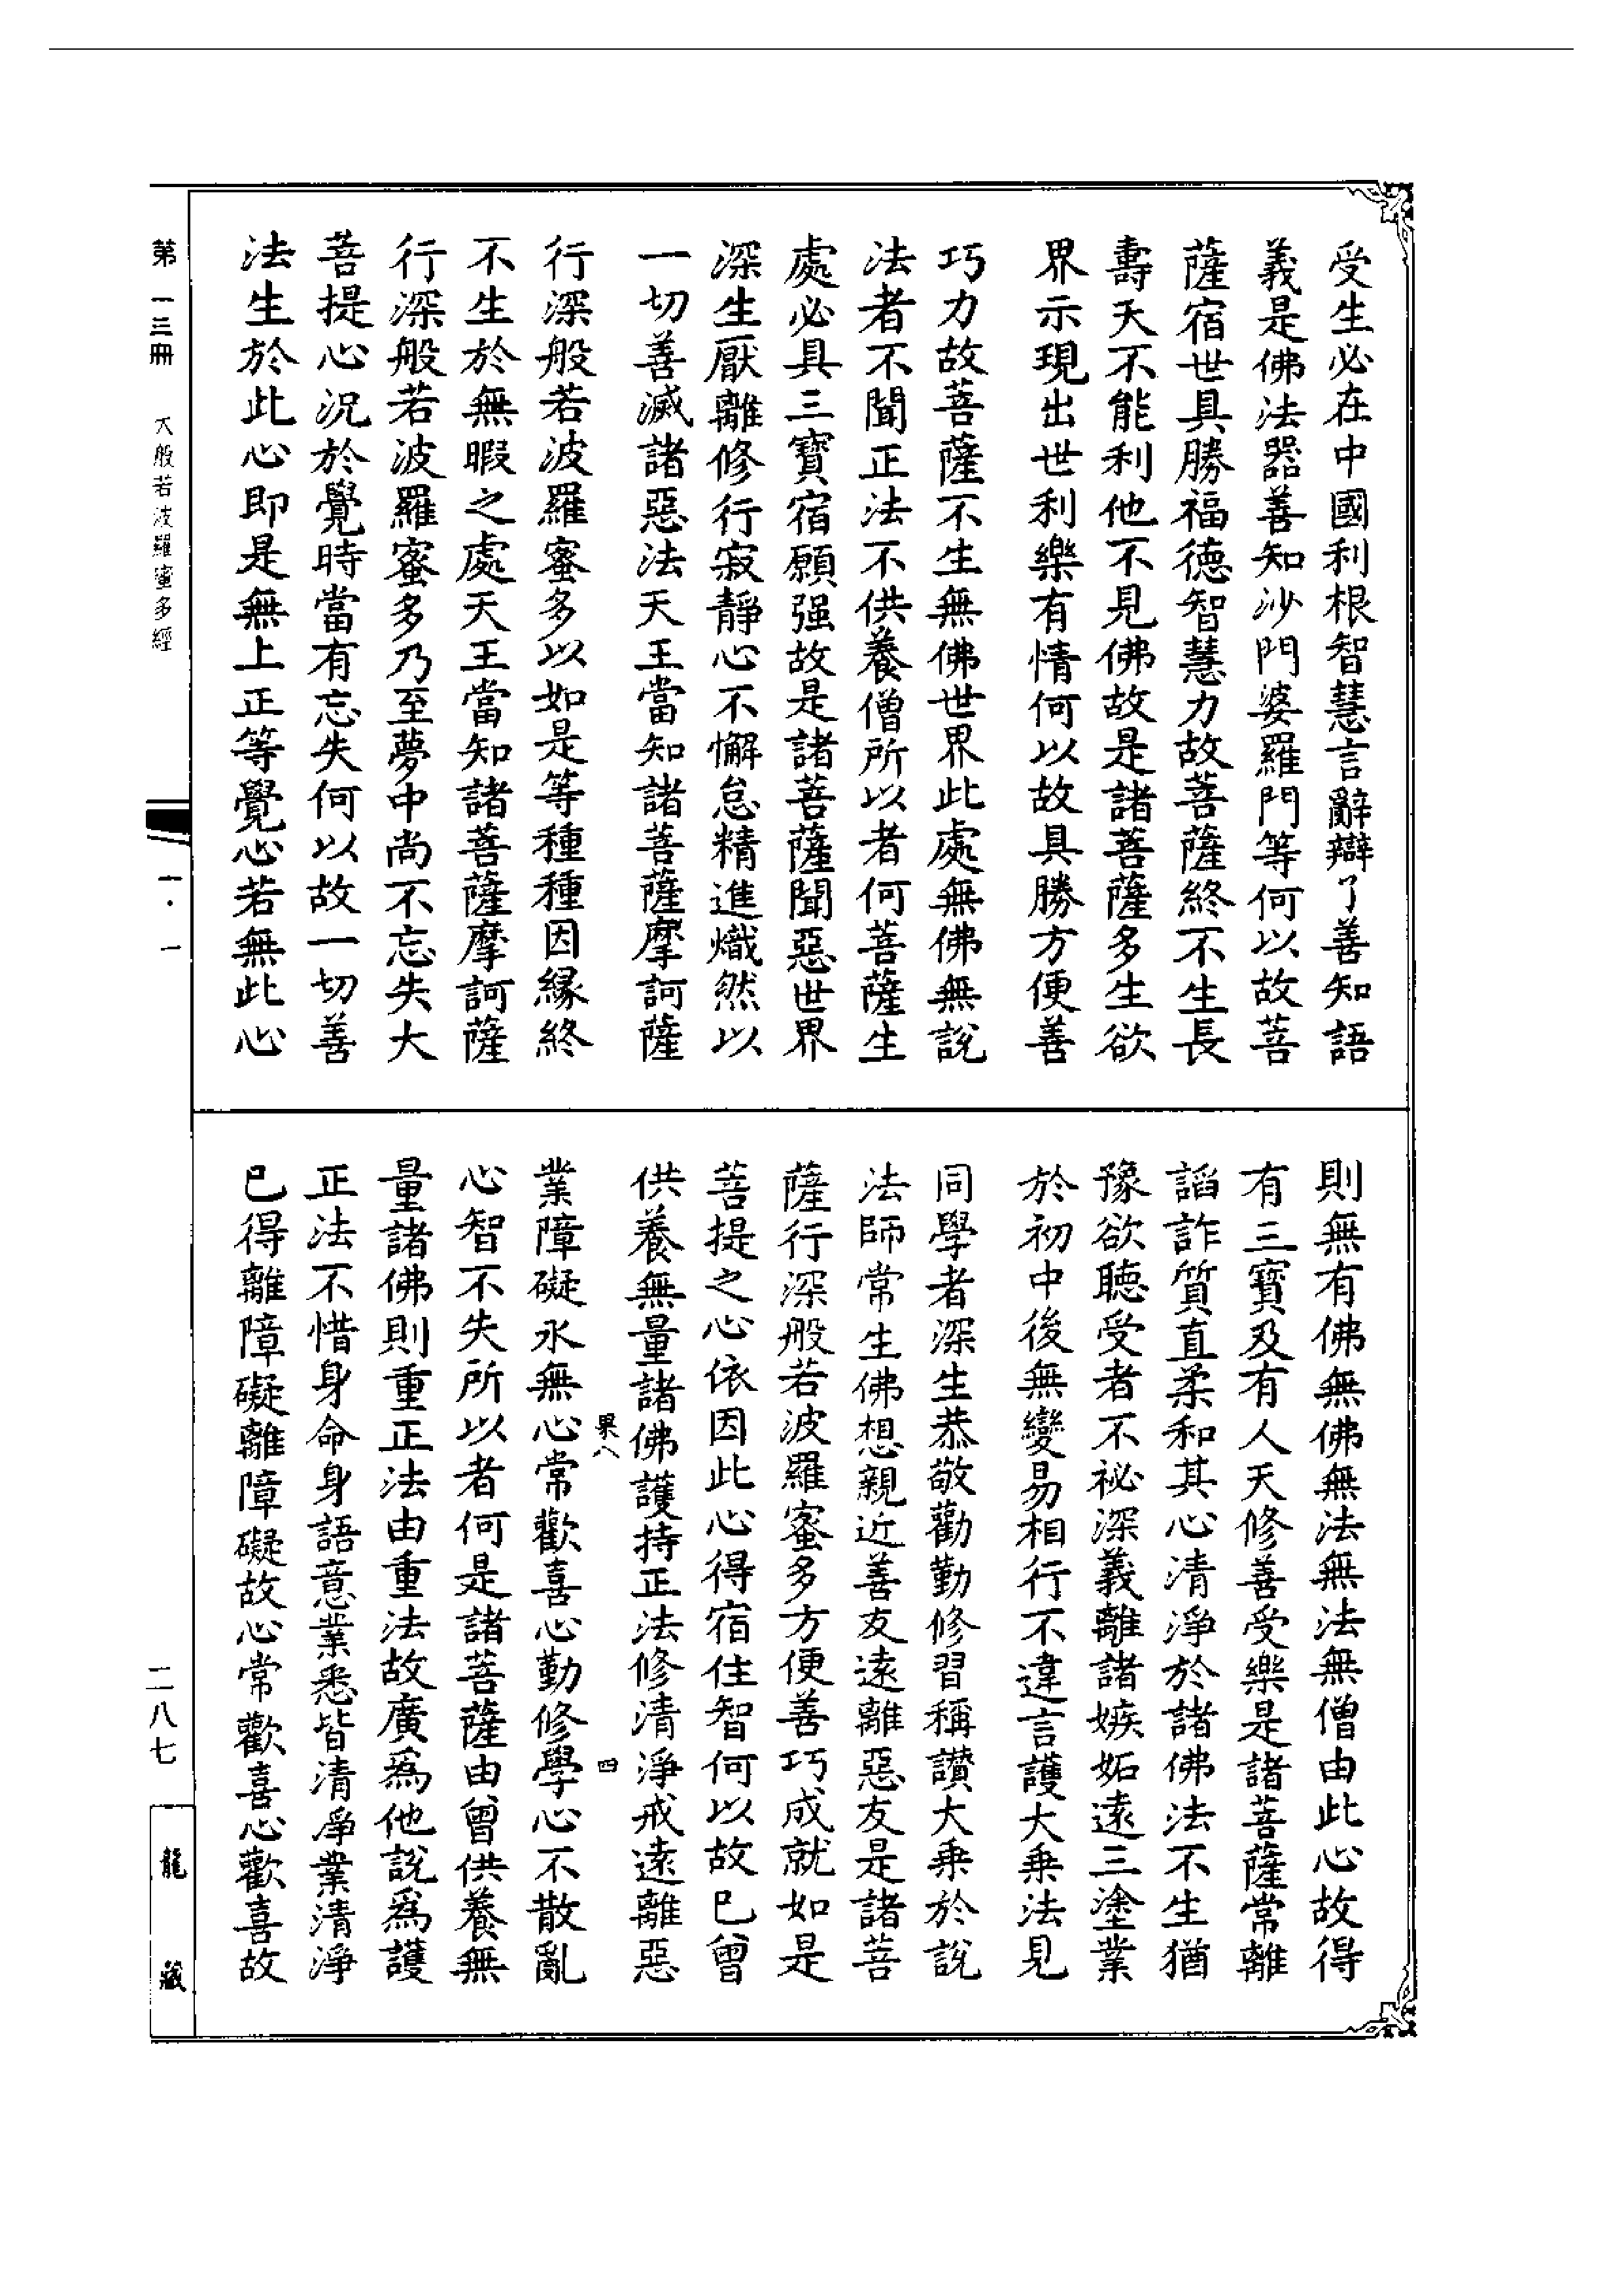 受生必在中國利根智慧言辭辯了善知語
義是佛法器善知沙門婆羅門等何以故菩
薩宿世具勝福德智慧力故菩薩終不生長
壽天不能利他不見佛故是諸菩薩多生欲
界示現出世利樂有情何以故具勝方便善
巧力故菩薩不生無佛世界此處無佛無說
法者不聞正法不供養僧所以者何菩薩生
處必具三寶宿願强故是諸菩薩聞惡世界
深生厭離修行寂靜心不懈怠精進熾然以
一切善滅諸惡法天王當知諸菩薩摩訶薩
行深般若波羅蜜多以如是等種種因緣終
不生於無暇之處天王當知諸菩薩摩訶薩
行深般若波羅蜜多乃至夢中尚不忘失大
菩提心況於覺時當有忘失何以故一切善
法生於此心即是無上正等覺心若無此心
則無有佛無佛無法無法無僧由此心故得
有三寶及有人天修善受樂是諸菩薩常離
諂詐質直柔和其心清淨於諸佛法不生猶
豫欲聽受者不祕深義離諸嫉妬遠三塗業
於初中後無變易相行不違言護大乘法見
同學者深生恭敬勸勤修習稱讚大乘於說
法師常生佛想親近善友遠離惡友是諸菩
薩行深般若波羅蜜多方便善巧成就如是
菩提之心依因此心得宿住智何以故已曾
供養無量諸佛護持正法修清淨戒遠離惡
果八 四
業障礙永無心常歡喜心勤修學心不散亂
心智不失所以者何是諸菩薩由曾供養無
量諸佛則重正法由重法故廣爲他說爲護
正法不惜身命身語意業悉皆清淨業清淨
已得離障礙離障礙故心常歡喜心歡喜故
第一三冊 大般若波羅蜜多經 一·一 二八七 龍藏